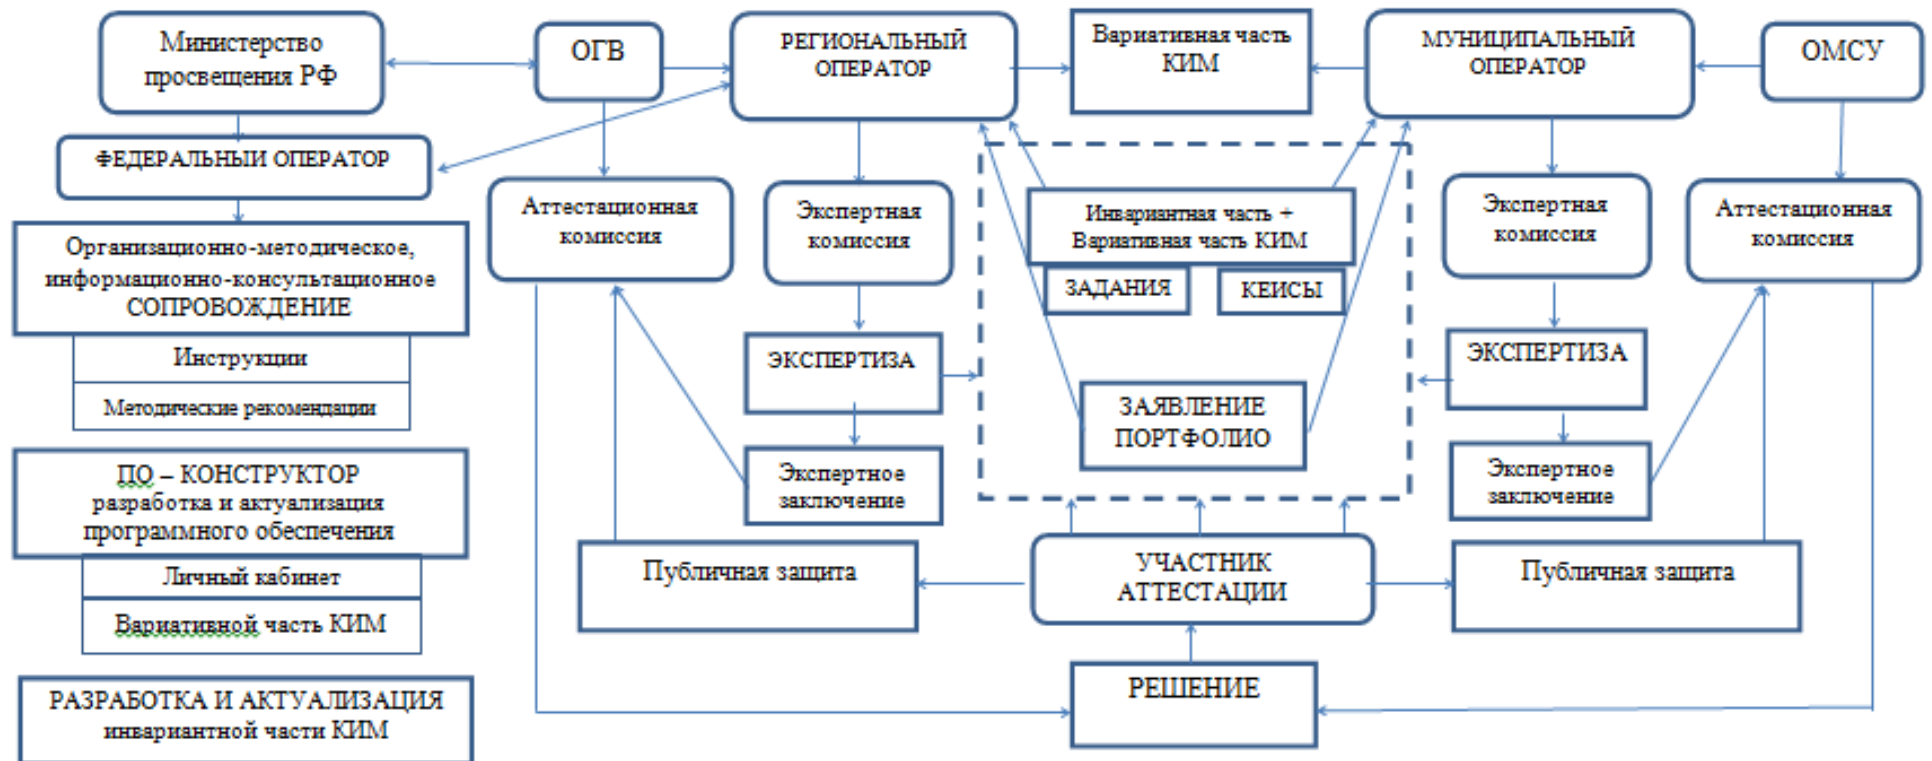 Министерство
просвещения РФ
ОГВ
РЕГИОНАЛЬНЫЙ
ОПЕРАТОР
Вариативная часть
КИМ
МУНИЦИПАЛЬНЫЙ
ОПЕРАТОР
ОМСУ
ФЕДЕРАЛЬНЫЙ ОПЕРАТОР
Организационно-методическое,
информационно-консультационное
СОПРОВОЖДЕНИЕ
Инструкции
Методические рекомендации
ПО – КОНСТРУКТОР
разработка и актуализация
программного обеспечения
Личный кабинет
Вариативной часть КИМ
РАЗРАБОТКА И АКТУАЛИЗАЦИЯ
инвариантной части КИМ
Аттестационная
комиссия
Экспертная
комиссия
ЭКСПЕРТИЗА
Экспертное
заключение
Публичная защита
Инвариантная часть +
Вариативная часть КИМ
ЗАДАНИЯ
КЕЙСЫ
ЗАЯВЛЕНИЕ
ПОРТФОЛИО
УЧАСТНИК
АТТЕСТАЦИИ
РЕШЕНИЕ
Экспертная
комиссия
Аттестационная
комиссия
ЭКСПЕРТИЗА
Экспертное
заключение
Публичная защита